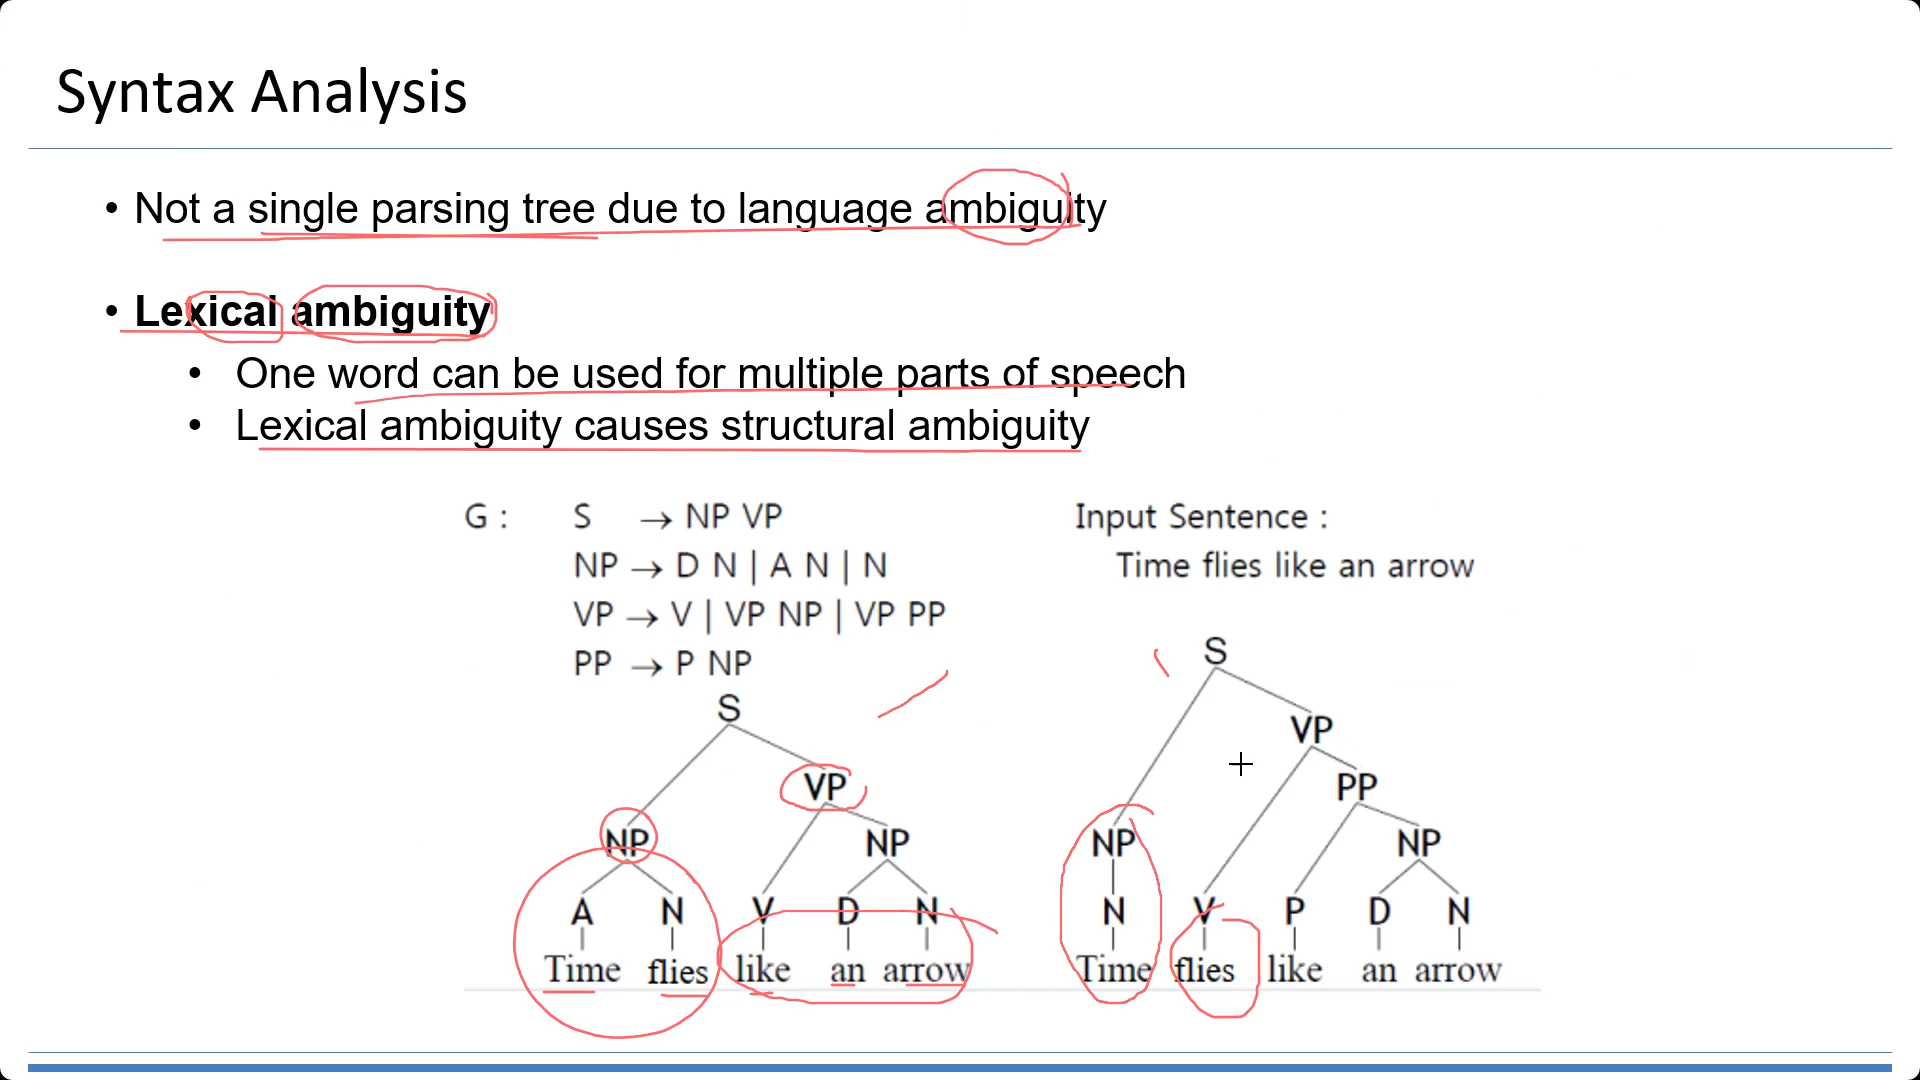 Syntax Analysis
• Not a single parsing tree due to language ambiguity
• Lexical ambiguity
• One word can be used for multiple parts of speech
• Lexical ambiguity causes structural ambiguity
G : S → NP VP
NP → D N | A N | N
VP → V | VP NP | VP PP
PP → P NP
Input Sentence :
Time flies like an arrow
S
VP
NP NP
A N V D N
Time flies like an arrow
S
VP
PP
NP NP
N V P D N
Time flies like an arrow